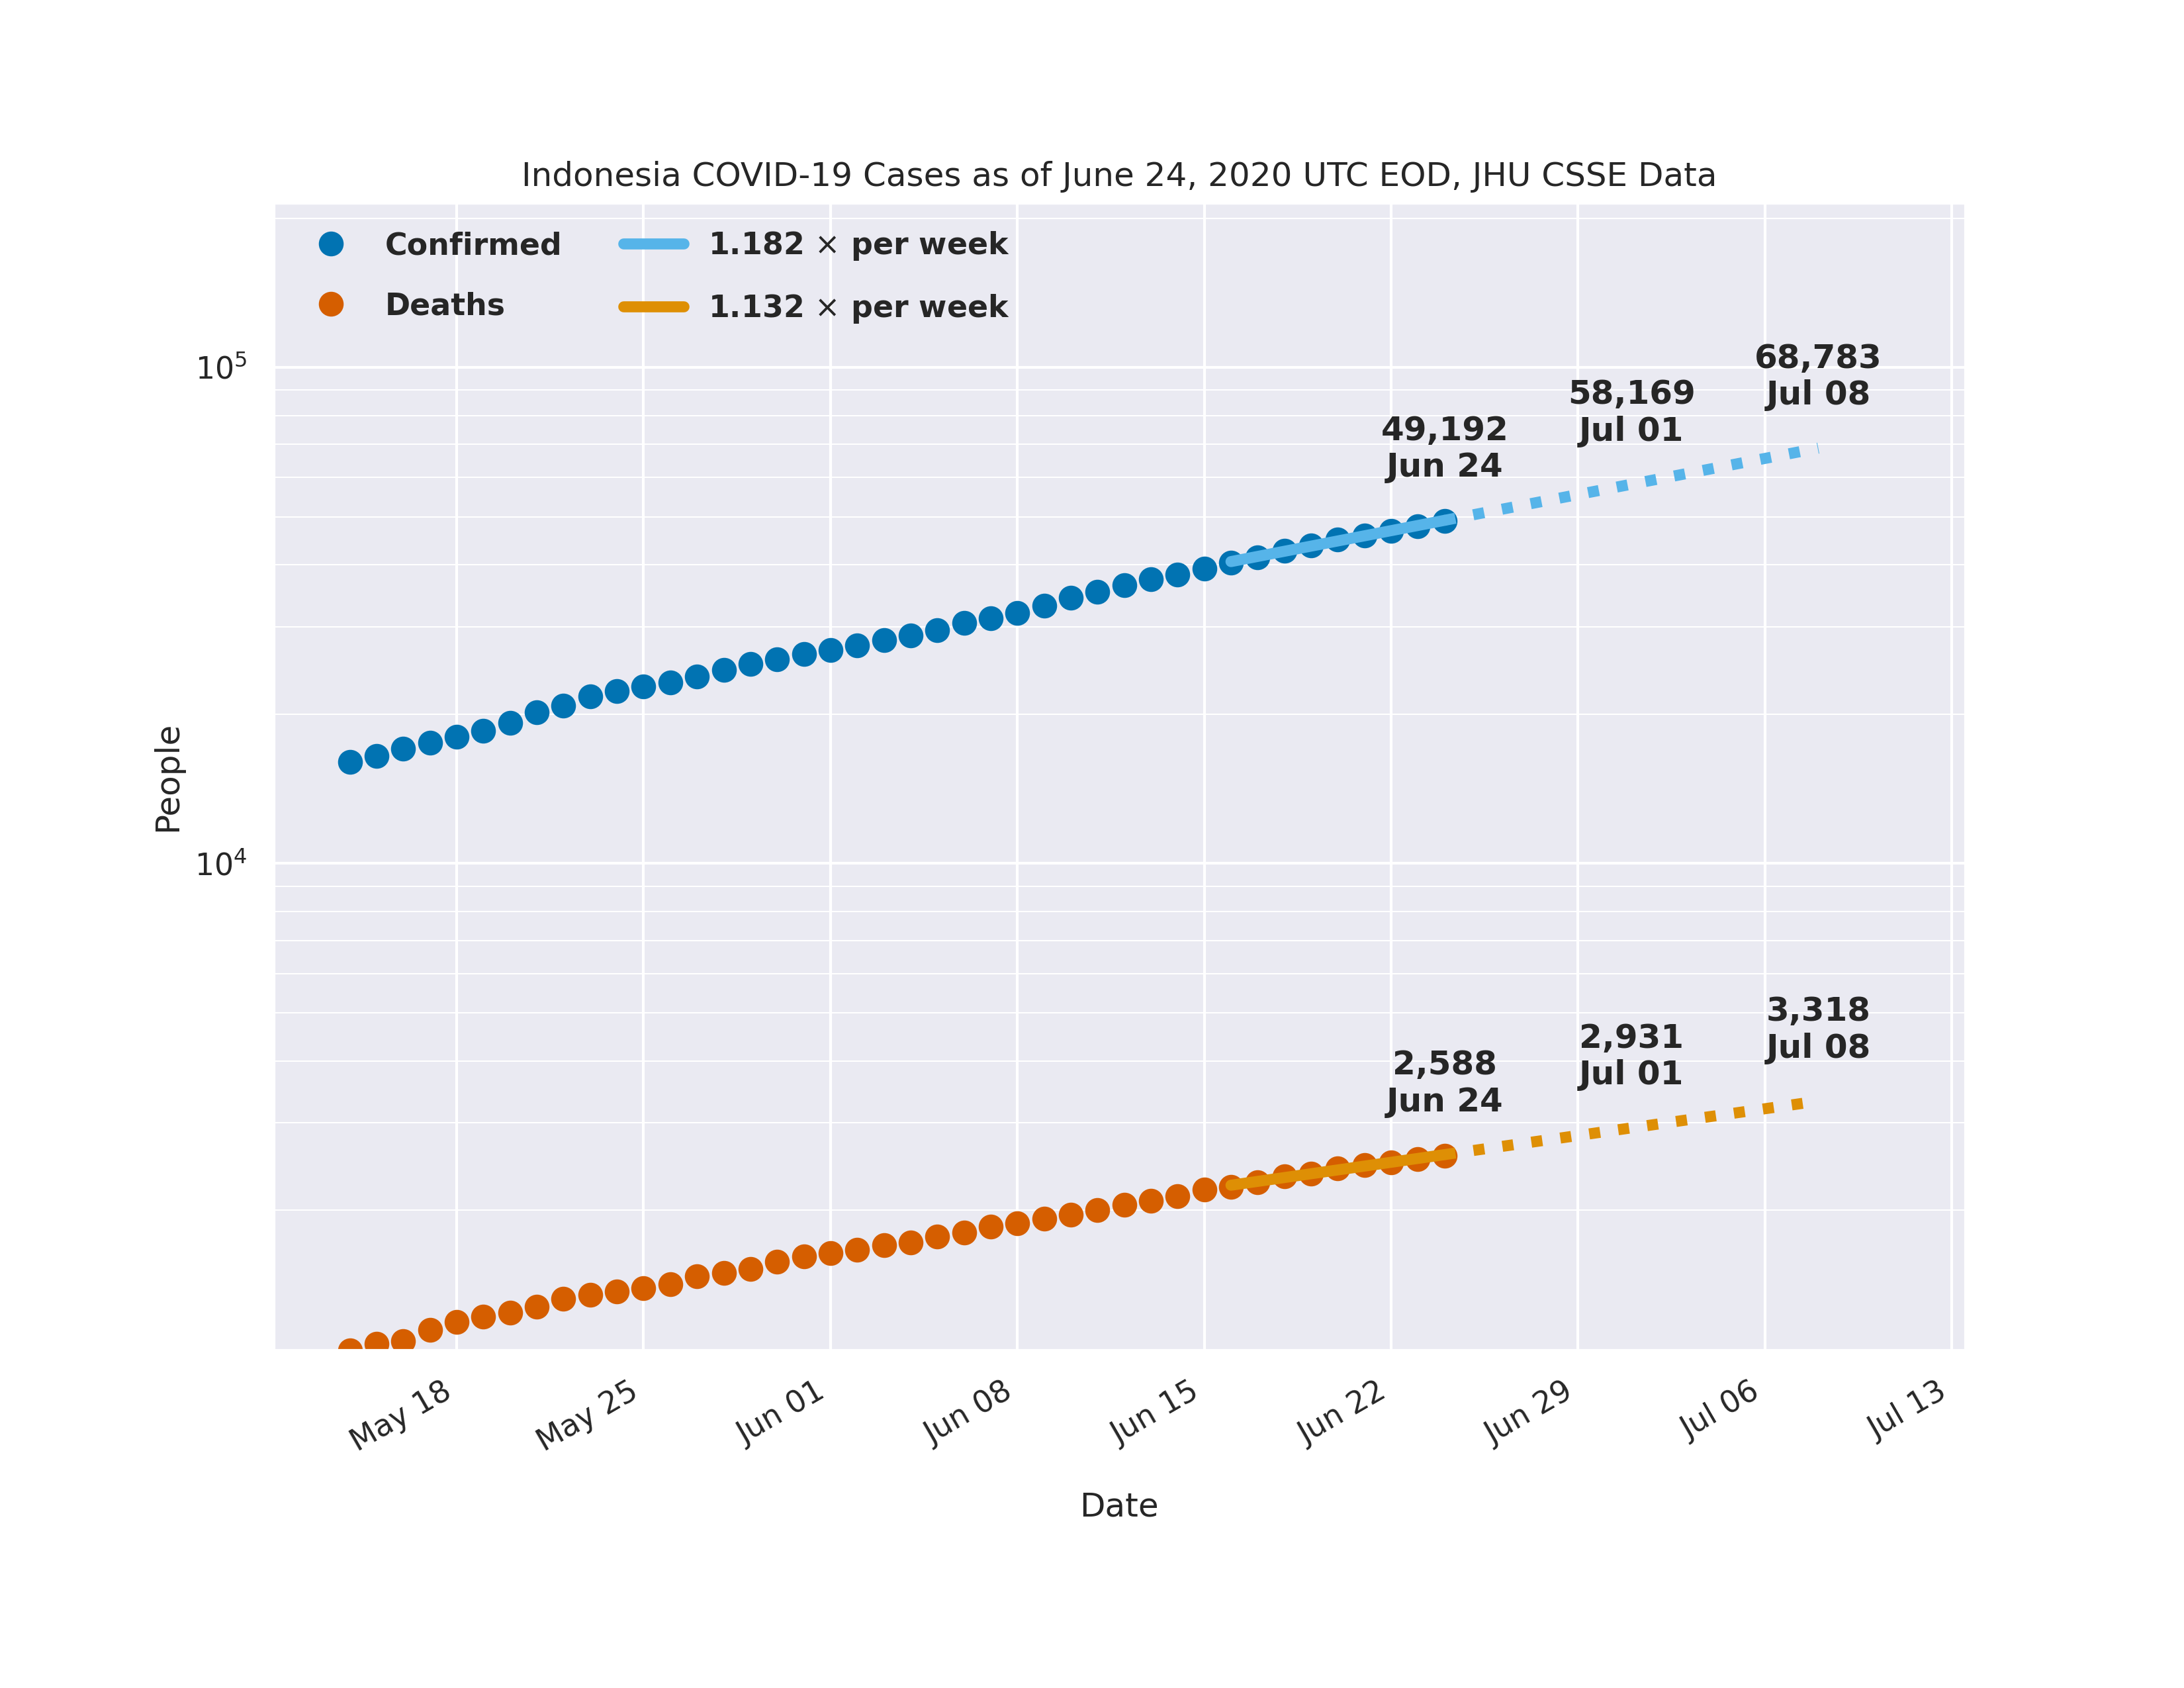 Indonesia COVID-19 Cases as of June 24, 2020 UTC EOD, JHU CSSE Data
Confirmed
Deaths
1.182 × per week
1.132 × per week
68,783
Jul 08
58,169
Jul 01
49,192
Jun 24
3,318
Jul 08
2,931
Jul 01
2,588
Jun 24
10⁵
10⁴
People
May 18
May 25
Jun 01
Jun 08
Jun 15
Jun 22
Jun 29
Jul 06
Jul 13
Date